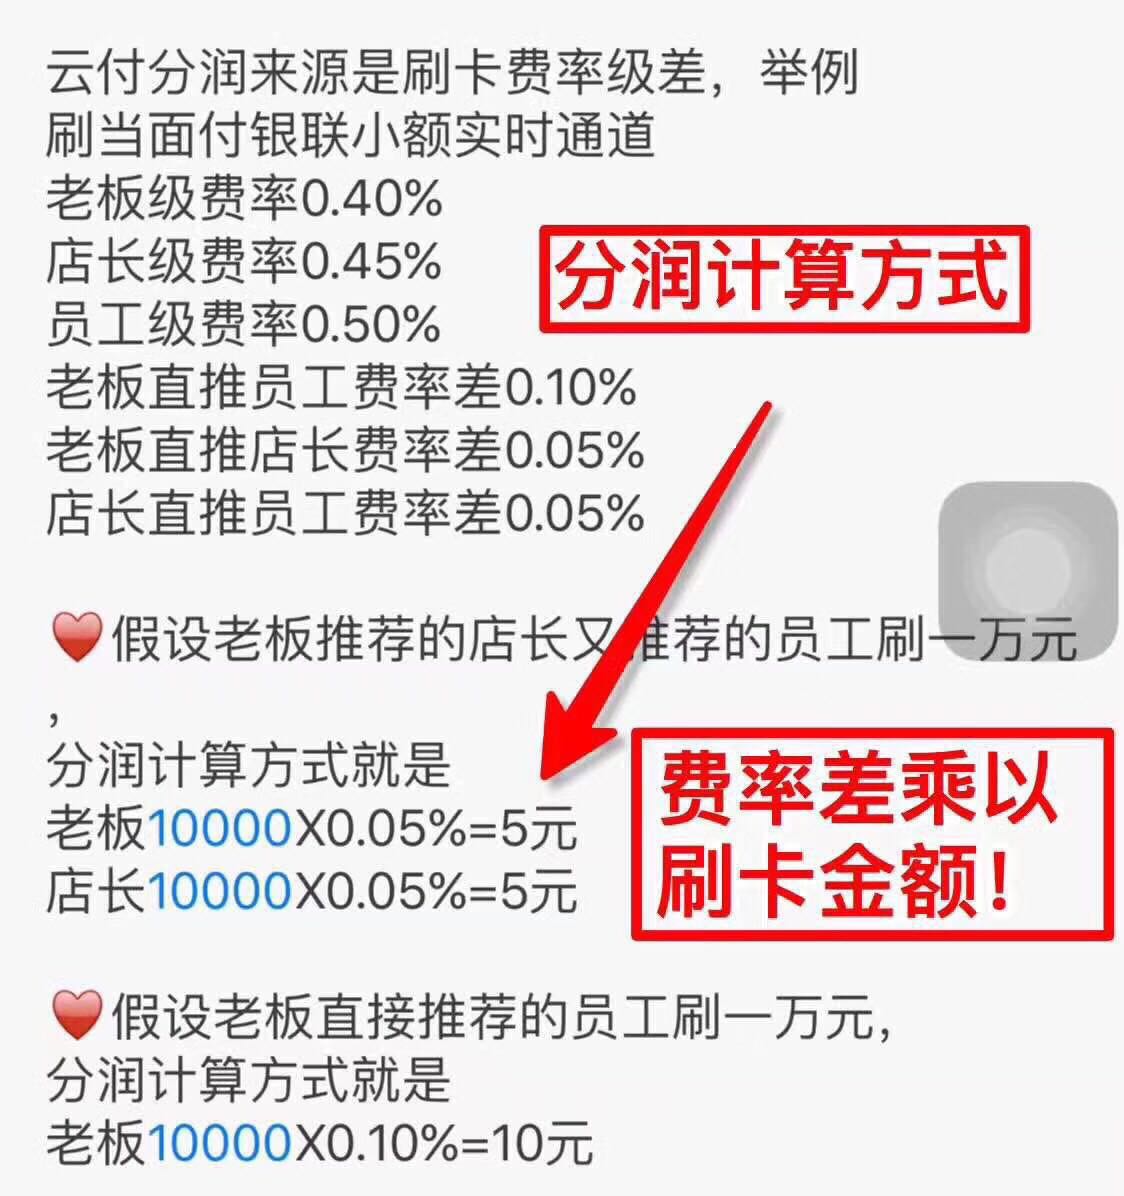 云付分润来源是刷卡费率级差，举例
刷当面付银联小额实时通道
老板级费率0.40%
店长级费率0.45%
员工级费率0.50%
老板直推员工费率差0.10%
老板直推店长费率差0.05%
店长直推员工费率差0.05%
分润计算方式
♥假设老板推荐的店长又推荐的员工刷一万元
，
分润计算方式就是
老板10000X0.05%=5元
店长10000X0.05%=5元
费率差乘以
刷卡金额！
♥假设老板直接推荐的员工刷一万元，
分润计算方式就是
老板10000X0.10%=10元